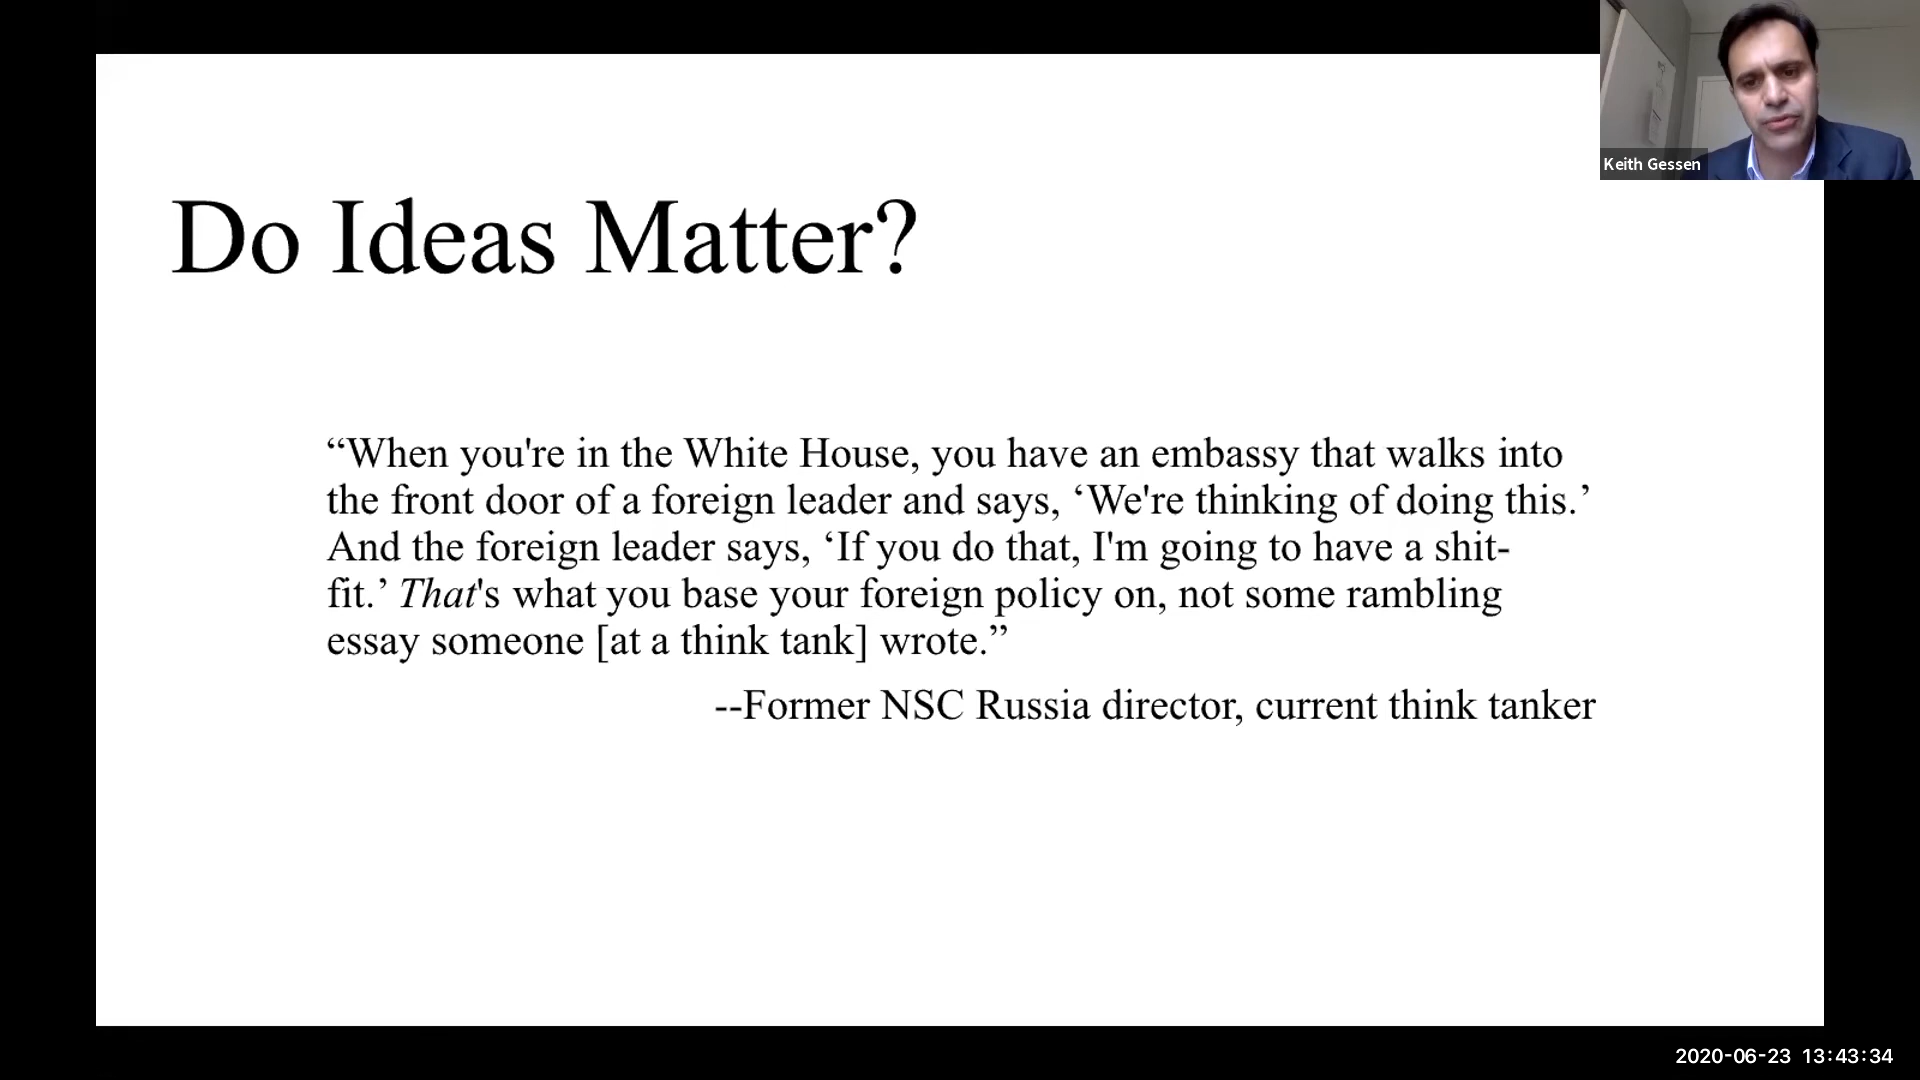 Keith Gessen
Do Ideas Matter?
“When you're in the White House, you have an embassy that walks into
the front door of a foreign leader and says, ‘We're thinking of doing this.’
And the foreign leader says, ‘If you do that, I'm going to have a shit-
fit.’ That's what you base your foreign policy on, not some rambling
essay someone [at a think tank] wrote.”
--Former NSC Russia director, current think tanker
2020-06-23 13:43:34